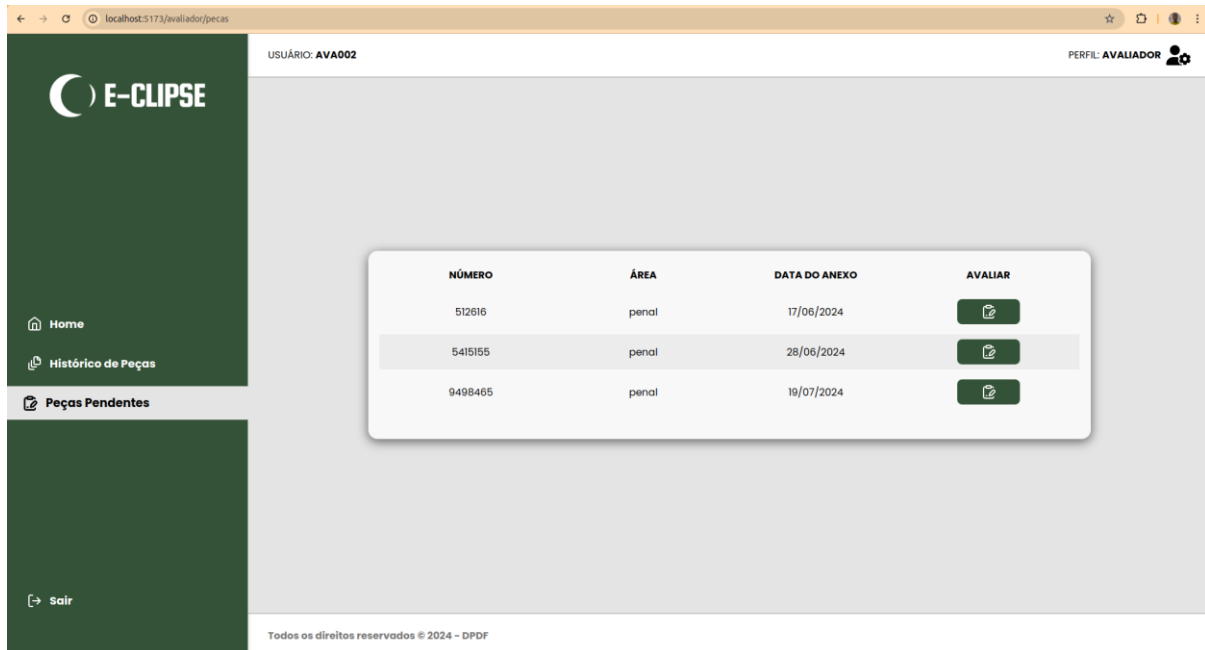 localhost:5173/avaliador/pecas
E-CLIPSE
USUÁRIO: AVA002
PERFIL: AVALIADOR
Home
Histórico de Peças
Peças Pendentes
Sair
NÚMERO ÁREA DATA DO ANEXO AVALIAR
512616 penal 17/06/2024
5415155 penal 28/06/2024
9498465 penal 19/07/2024
Todos os direitos reservados © 2024 - DPDF